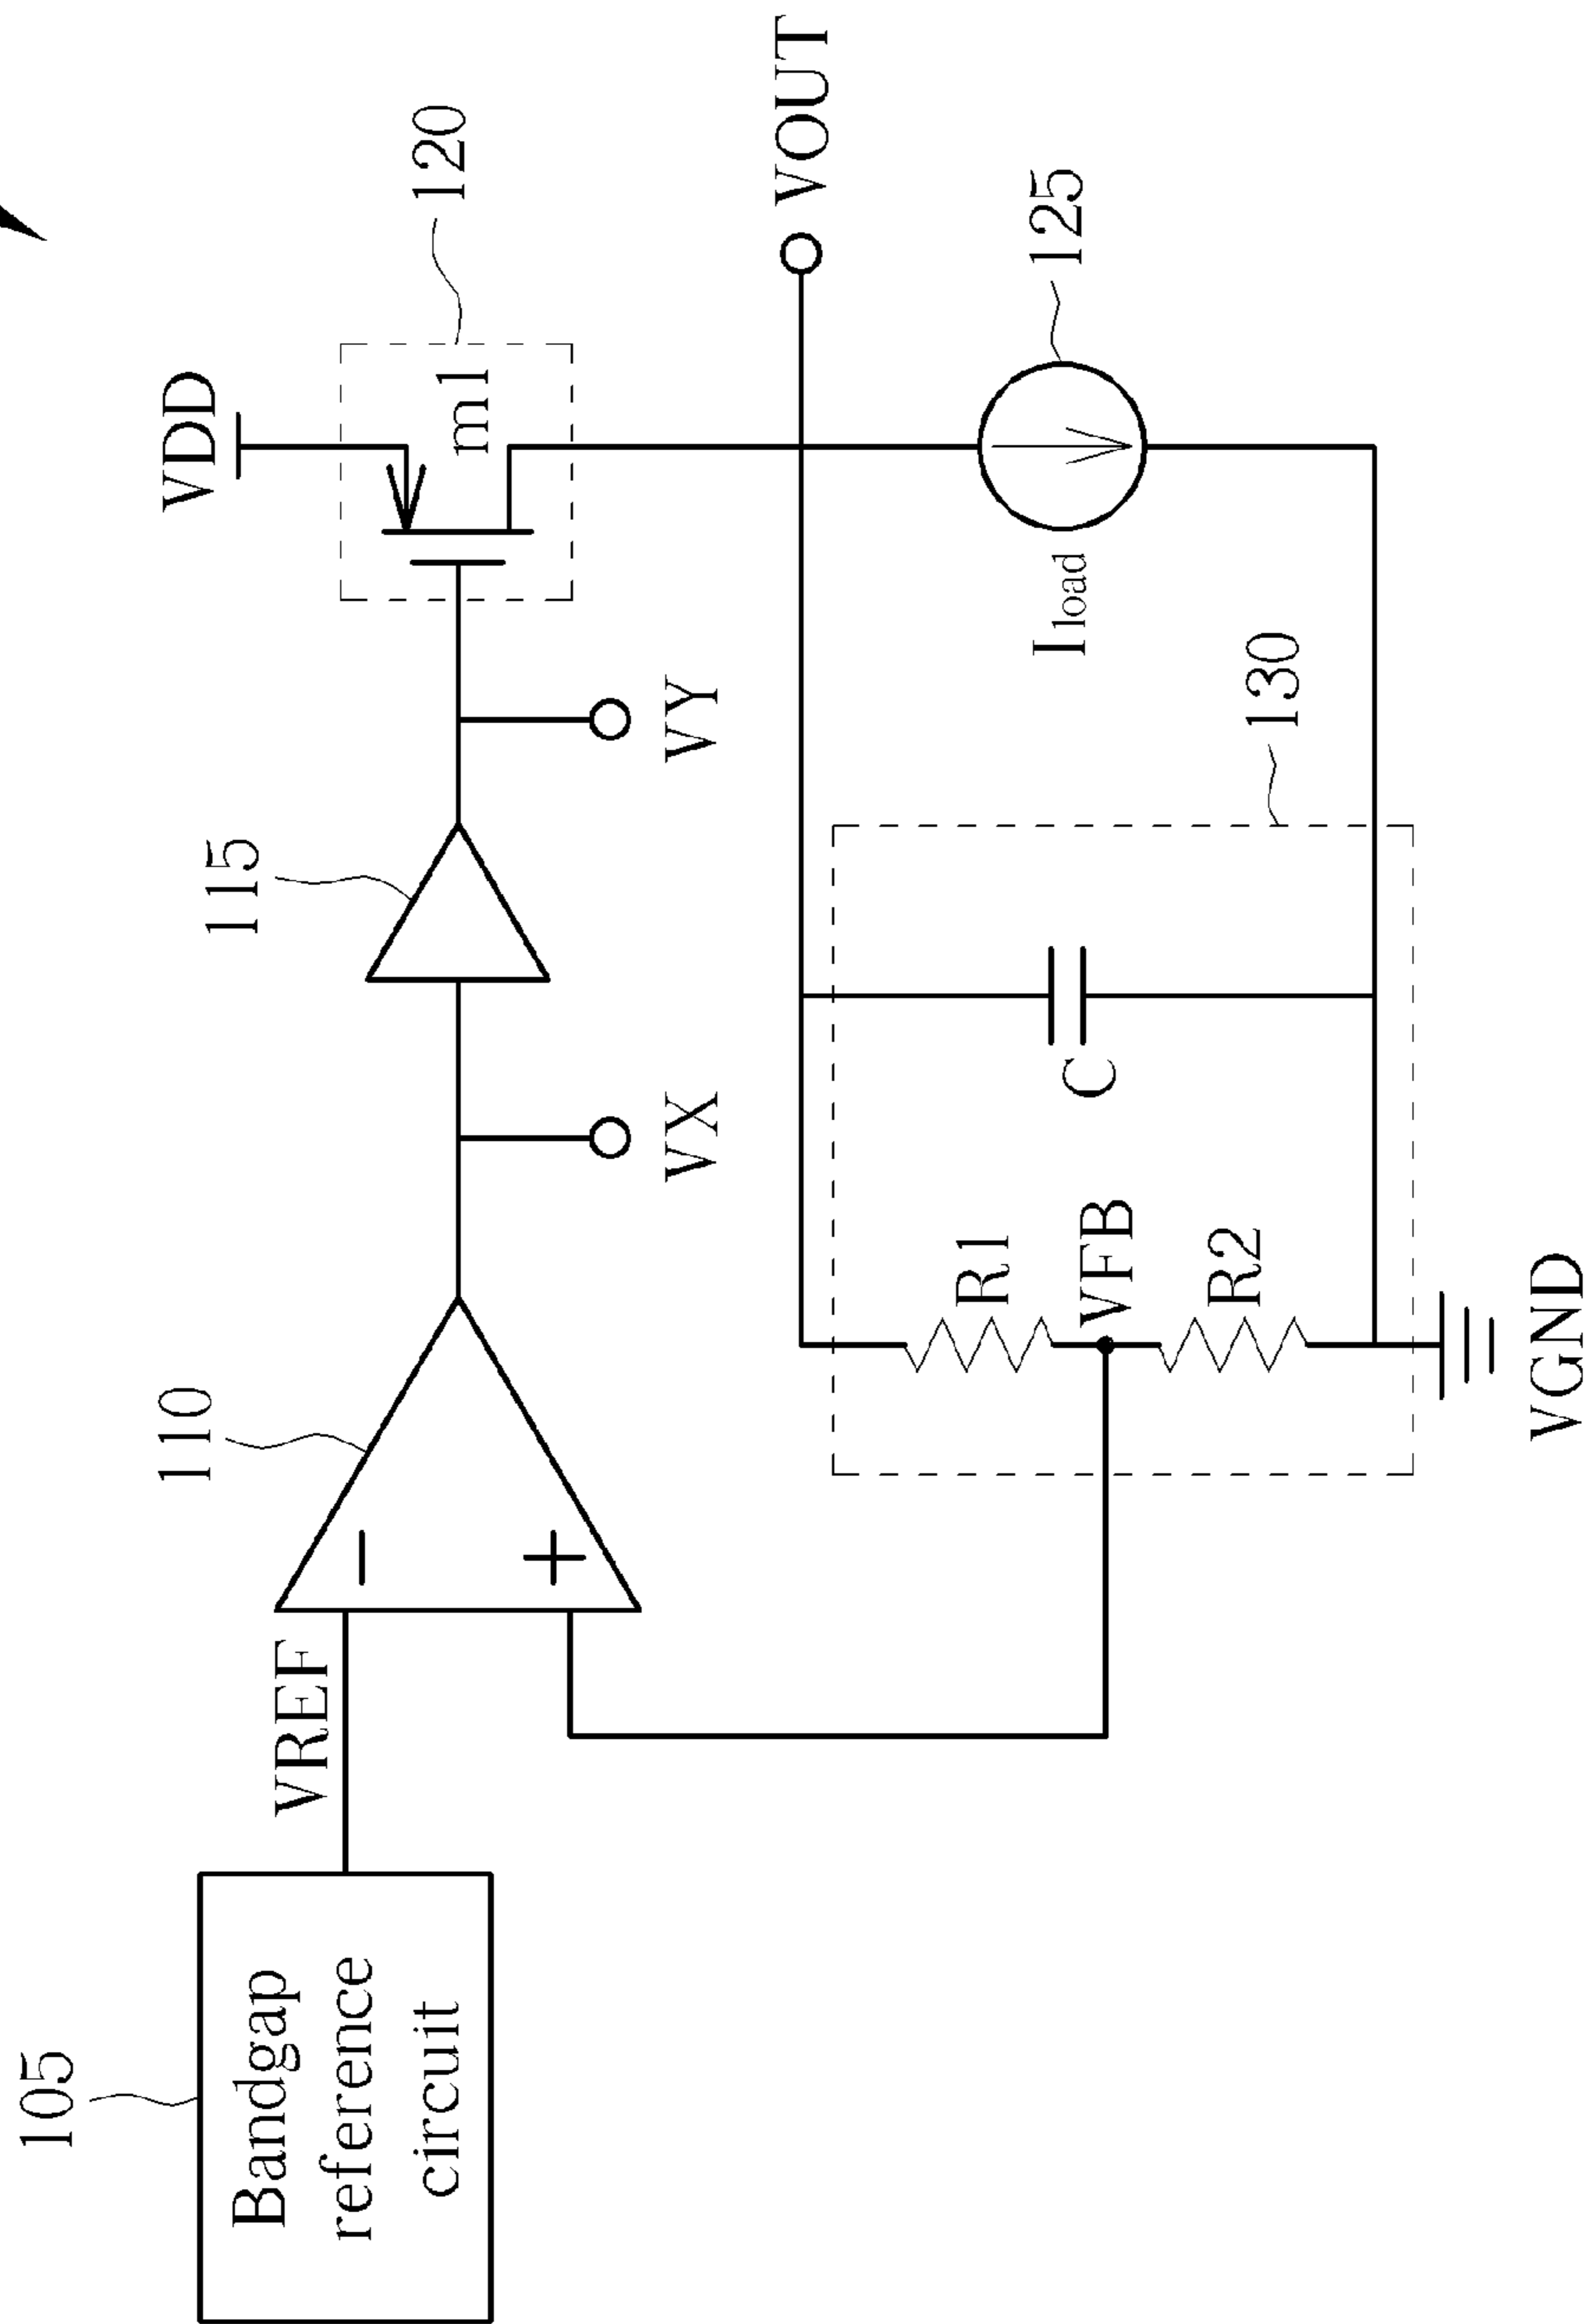 105
Bandgap
reference
circuit
VREF
110
−
+
VX
115
VY
VDD
m1
120
VOUT
R1
VFB
R2
C
130
Iload
125
VGND